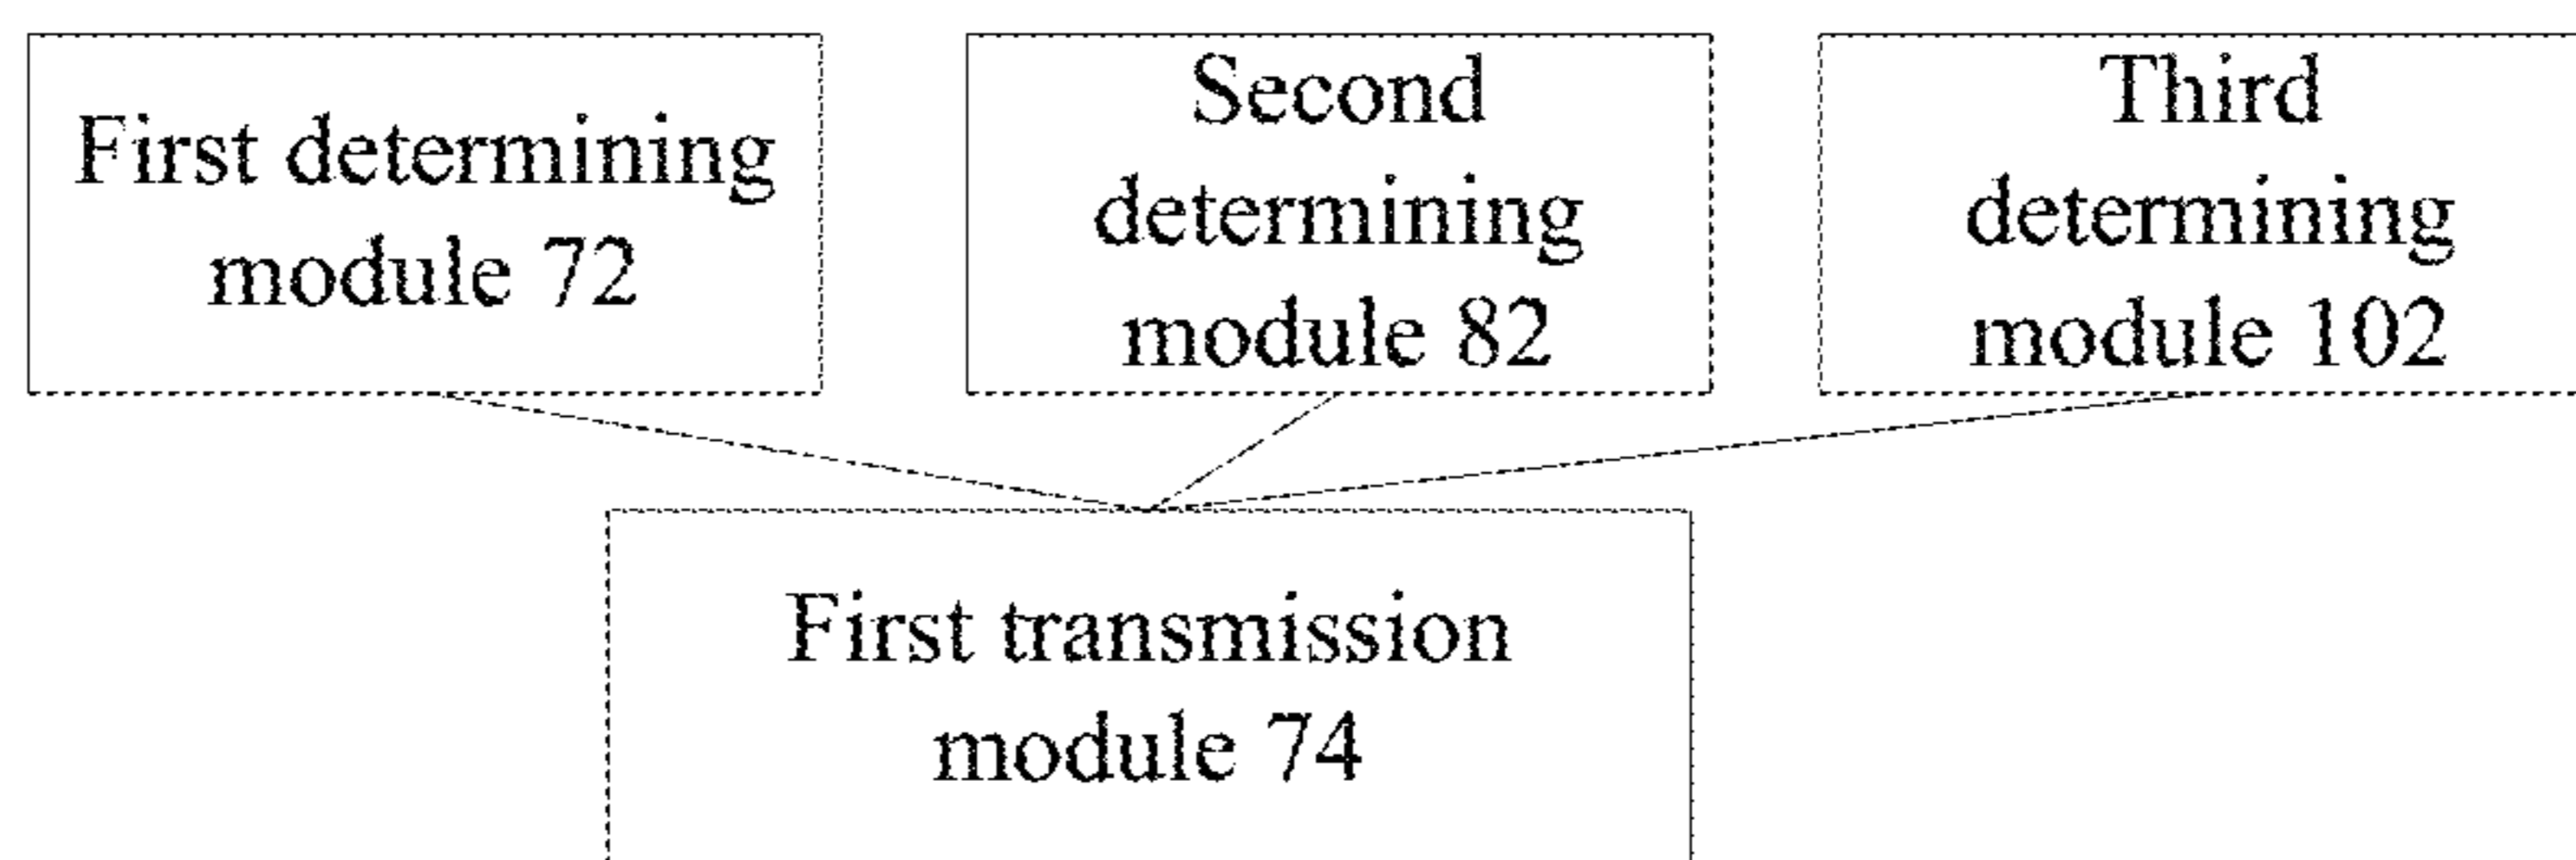 First determining
module 72
Second
determining
module 82
Third
determining
module 102
First transmission
module 74